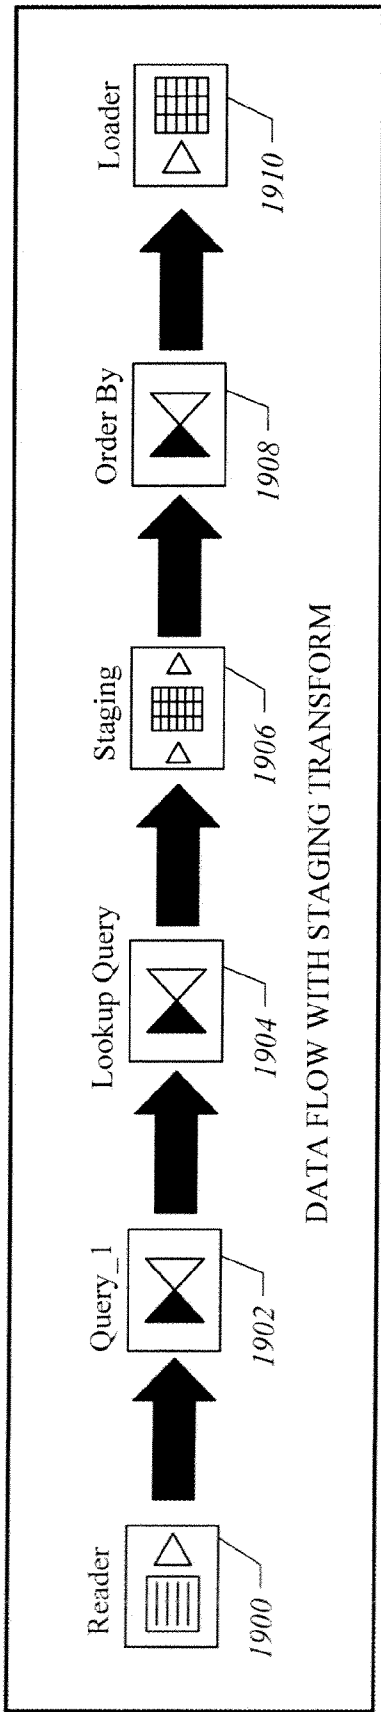 Reader
Query_1
Lookup Query
Staging
Order By
Loader
1900
1902
1904
1906
1908
1910
DATA FLOW WITH STAGING TRANSFORM